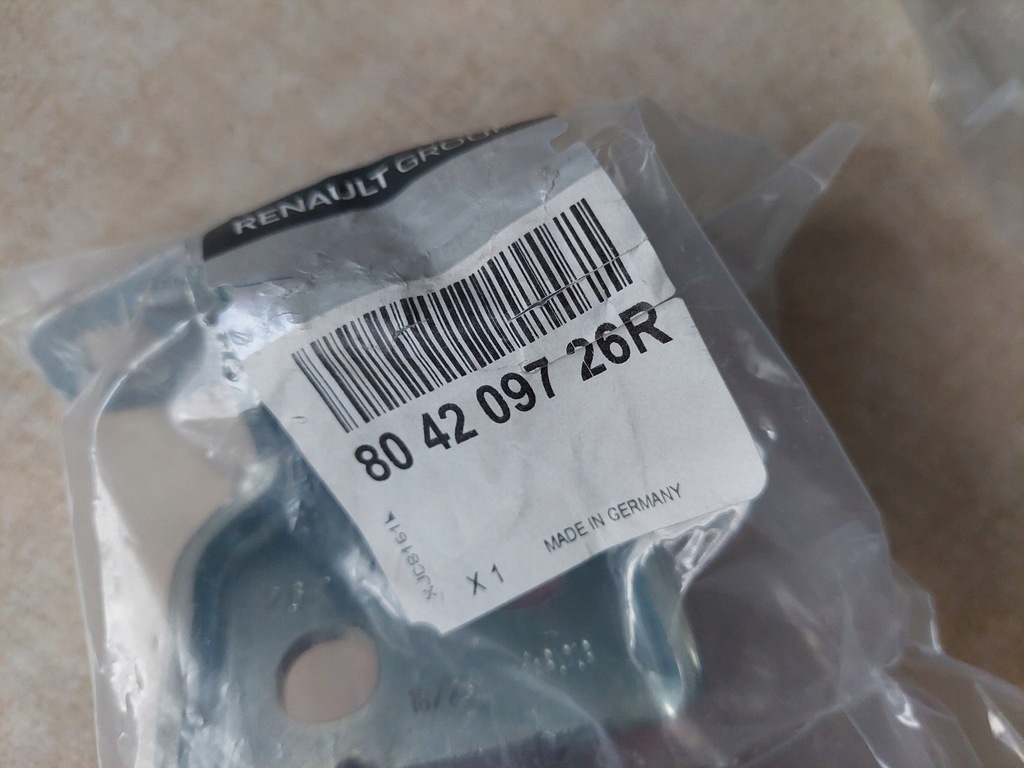 RENAULT GROUP
80 42 097 26R
MADE IN GERMANY
X 1